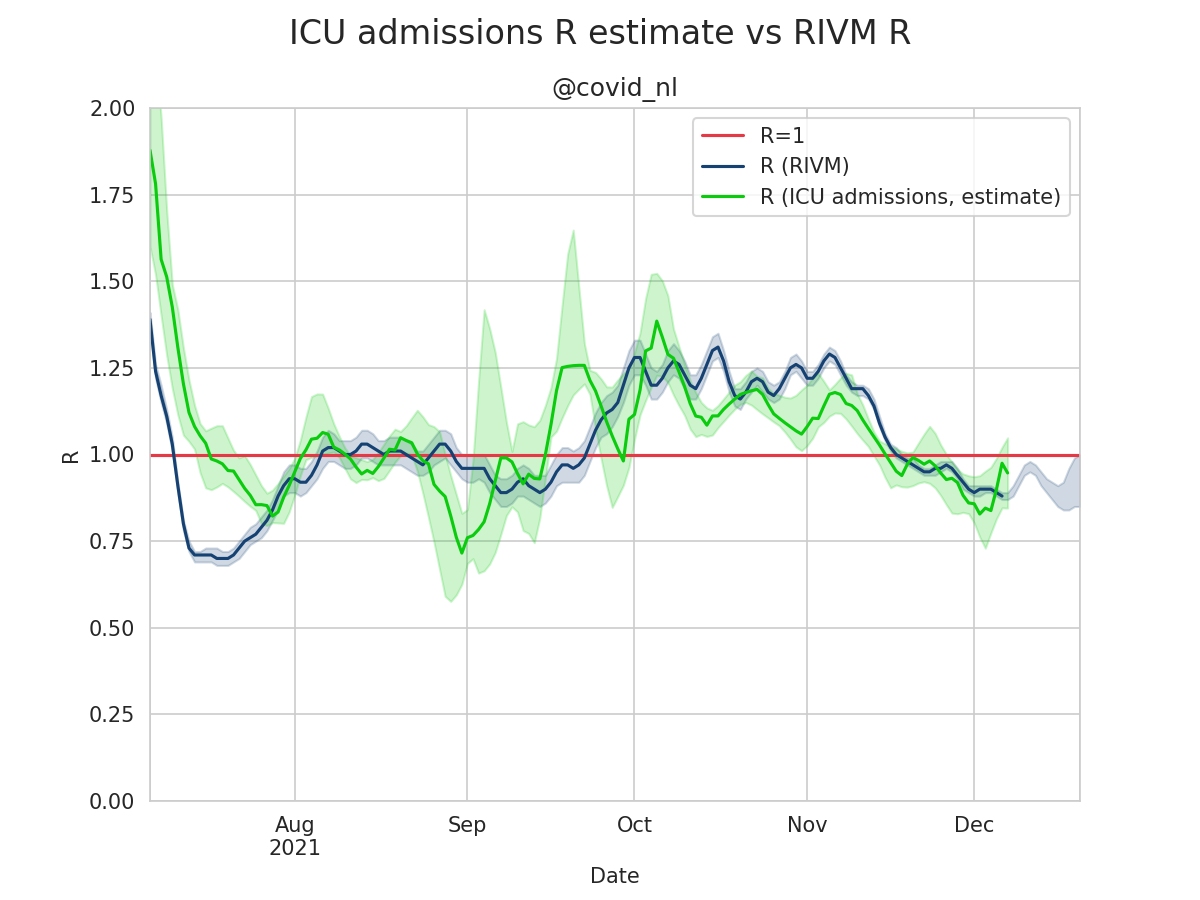 ICU admissions R estimate vs RIVM R
@covid_nl
R=1
R (RIVM)
R (ICU admissions, estimate)
2.00
1.75
1.50
1.25
1.00
0.75
0.50
0.25
0.00
R
Aug Sep Oct Nov Dec
2021
Date